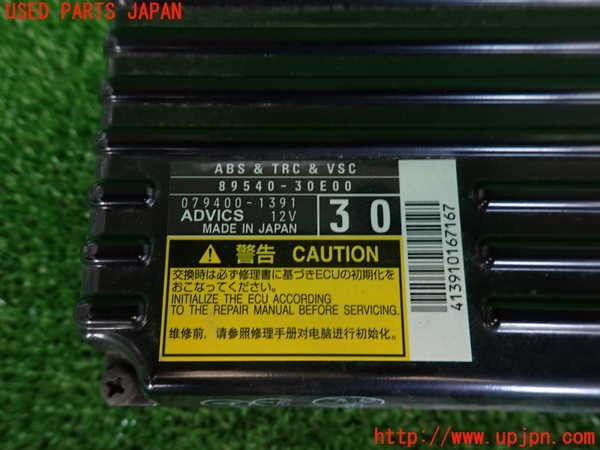 USED PARTS JAPAN
ABS & TRC & VSC
89540-30E00
079400-1391
ADVICS 12V
MADE IN JAPAN
30
警告 CAUTION
交換時は必ず修理書に基づきECUの初期化を
おこなってください。
INITIALIZE THE ECU ACCORDING
TO THE REPAIR MANUAL BEFORE SERVICING.
维修前，请参照修理手册对电脑进行初始化。
413910167167
http://www.upjpn.com/